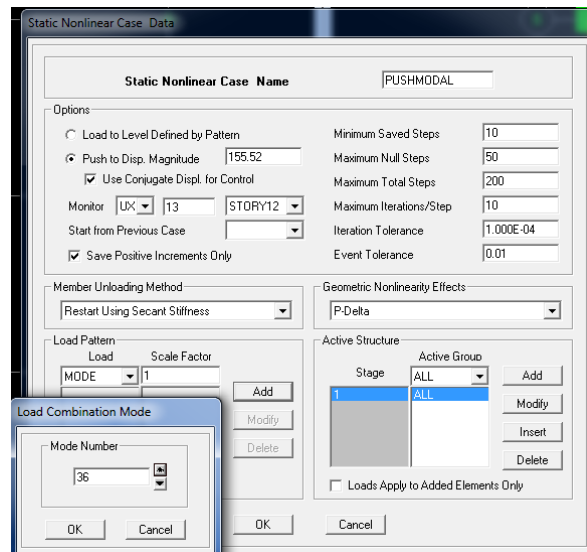 Static Nonlinear Case Data
Static Nonlinear Case Name PUSHMODAL
Options
Load to Level Defined by Pattern
Push to Disp. Magnitude 155.52
Use Conjugate Displ. for Control
Monitor UX 13 STORY12
Start from Previous Case
Save Positive Increments Only
Minimum Saved Steps 10
Maximum Null Steps 50
Maximum Total Steps 200
Maximum Iterations/Step 10
Iteration Tolerance 1.000E-04
Event Tolerance 0.01
Member Unloading Method
Restart Using Secant Stiffness
Geometric Nonlinearity Effects
P-Delta
Load Pattern
Load Scale Factor
MODE 1
Add
Modify
Delete
Active Structure
Active Group
Stage ALL
1 ALL
Add
Modify
Insert
Delete
Loads Apply to Added Elements Only
OK Cancel
Load Combination Mode
Mode Number
36
OK Cancel